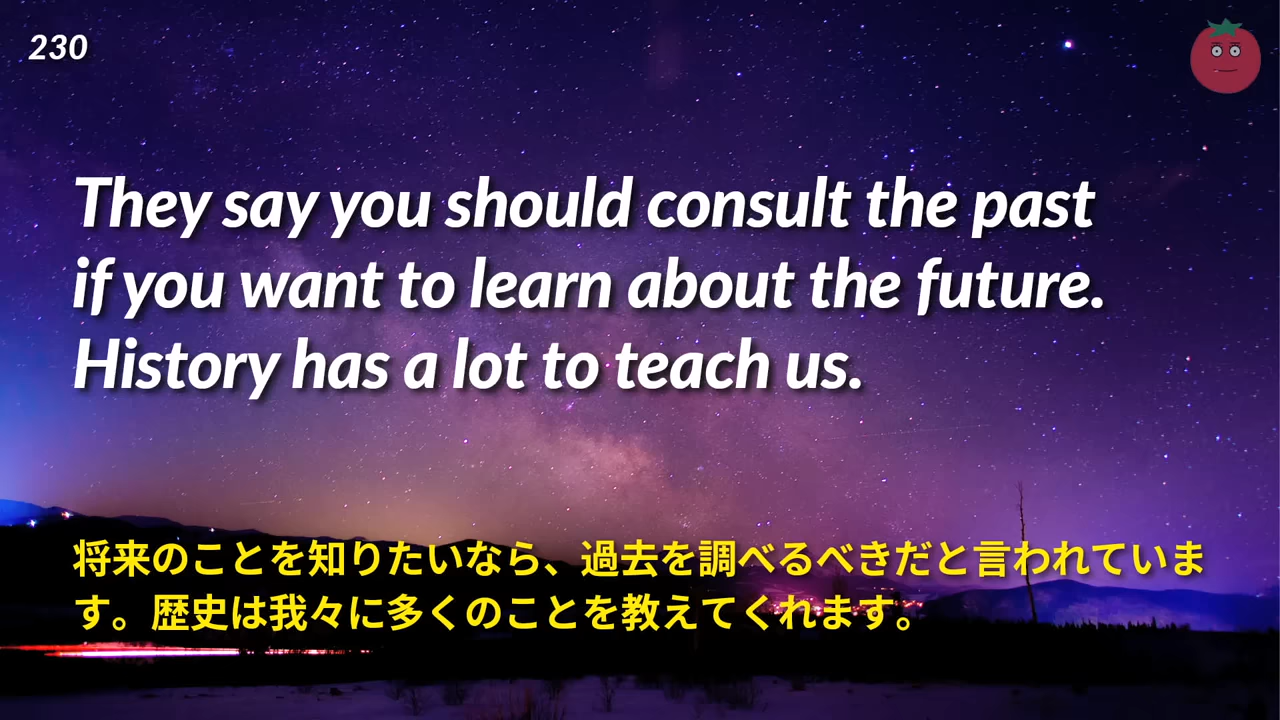 230
They say you should consult the past
if you want to learn about the future.
History has a lot to teach us.
将来のことを知りたいなら、過去を調べるべきだと言われていま
す。歴史は我々に多くのことを教えてくれます。